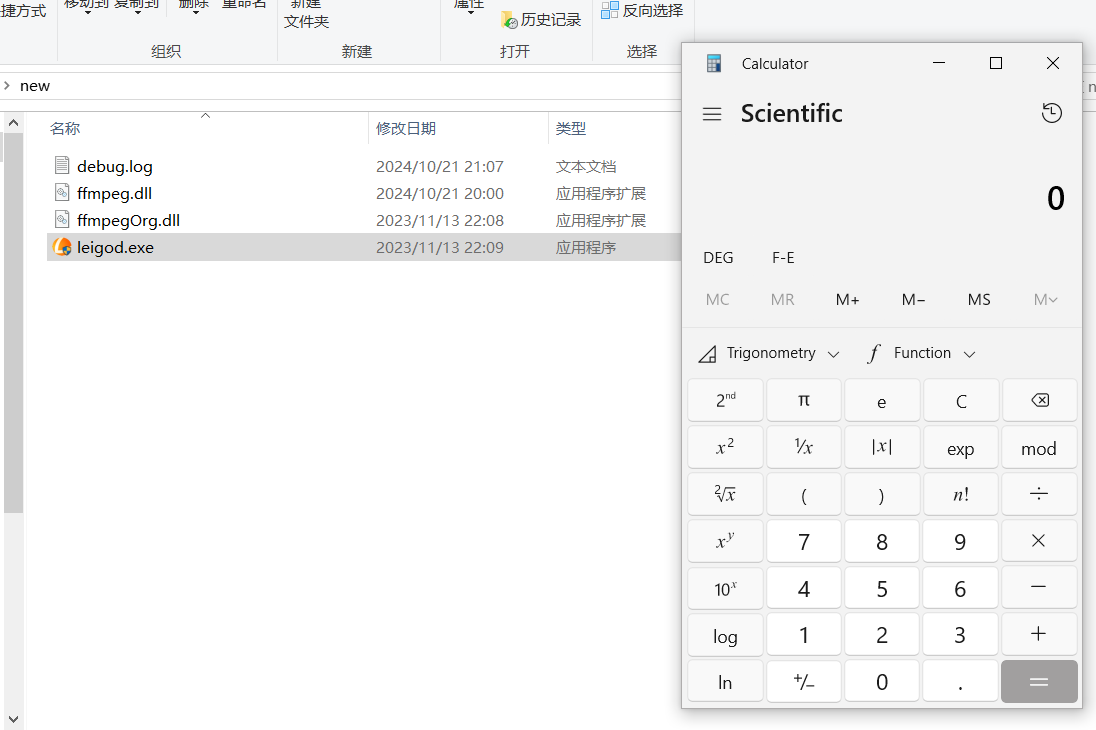 捷方式
移动到 复制到
删除
重命名
新建
文件夹
属性
历史记录
反向选择
组织
新建
打开
选择
new
名称
修改日期
类型
debug.log
2024/10/21 21:07
文本文档
ffmpeg.dll
2024/10/21 20:00
应用程序扩展
ffmpegOrg.dll
2023/11/13 22:08
应用程序扩展
leigod.exe
2023/11/13 22:09
应用程序
n
Calculator
Scientific
0
DEG F-E
MC MR M+ M− MS M
Trigonometry f Function
2nd π e C
x2 1/x |x| exp mod
2√x ( ) n! ÷
xy 7 8 9 ×
10x 4 5 6 −
log 1 2 3 +
ln +/− 0 . =